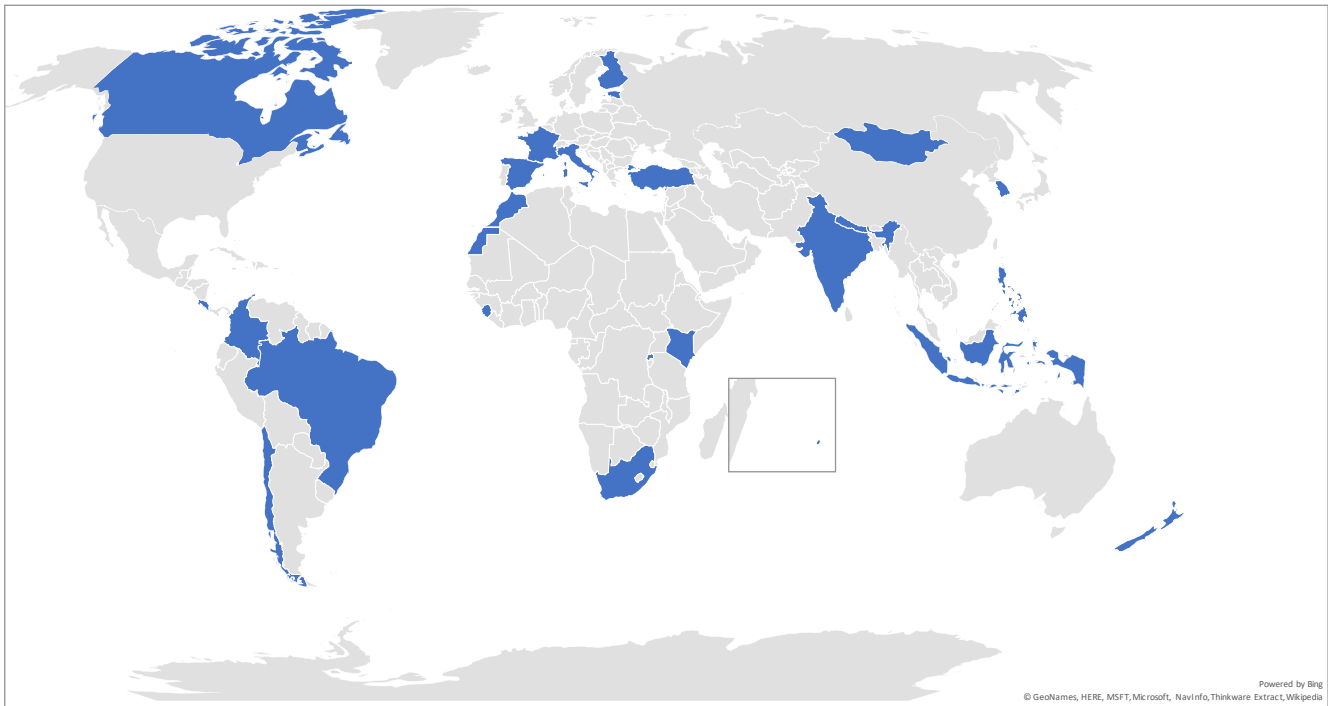 Powered by Bing
© GeoNames, HERE, MSFT, Microsoft, NavInfo, Thinkware Extract, Wikipedia